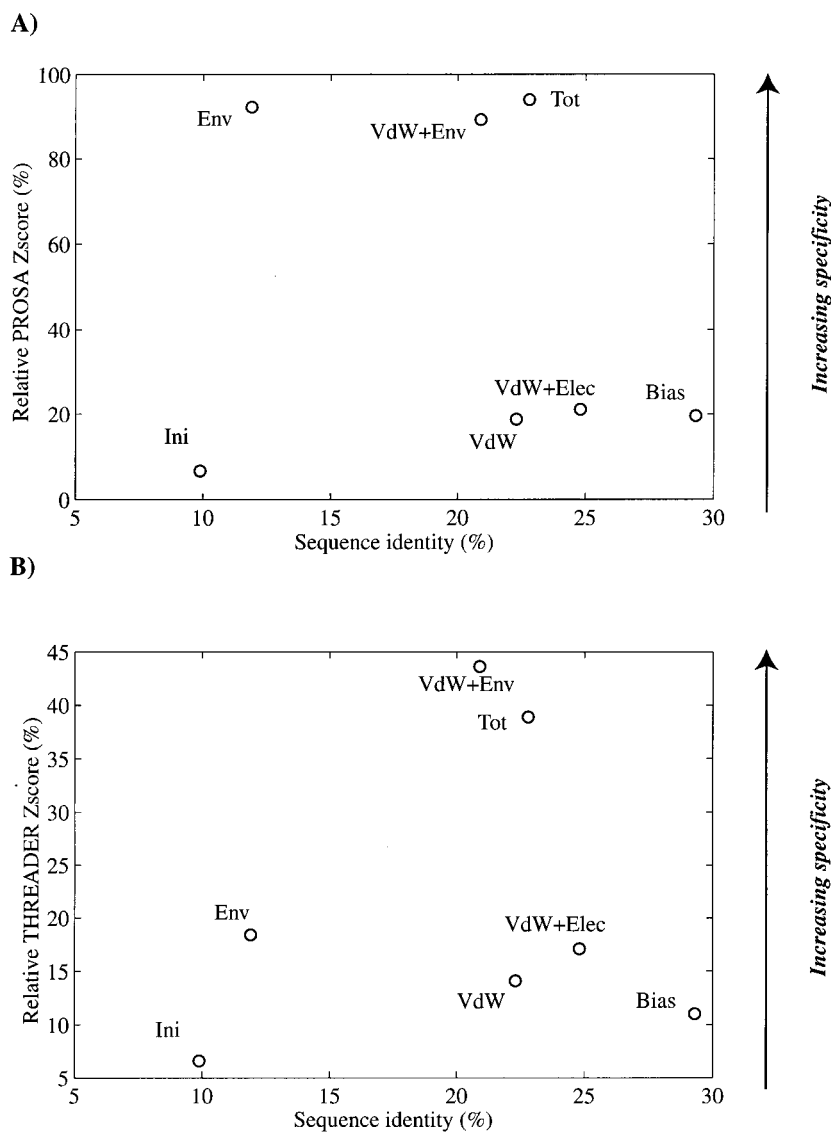 A)
100
80
60
40
20
0
Relative PROSA Zscore (%)
Env
VdW+Env
Tot
Ini
VdW+Elec
VdW
Bias
5
10
15
20
25
30
Sequence identity (%)
Increasing specificity
B)
45
40
35
30
25
20
15
10
5
Relative THREADER Zscore (%)
VdW+Env
Tot
Env
VdW+Elec
VdW
Bias
Ini
5
10
15
20
25
30
Sequence identity (%)
Increasing specificity